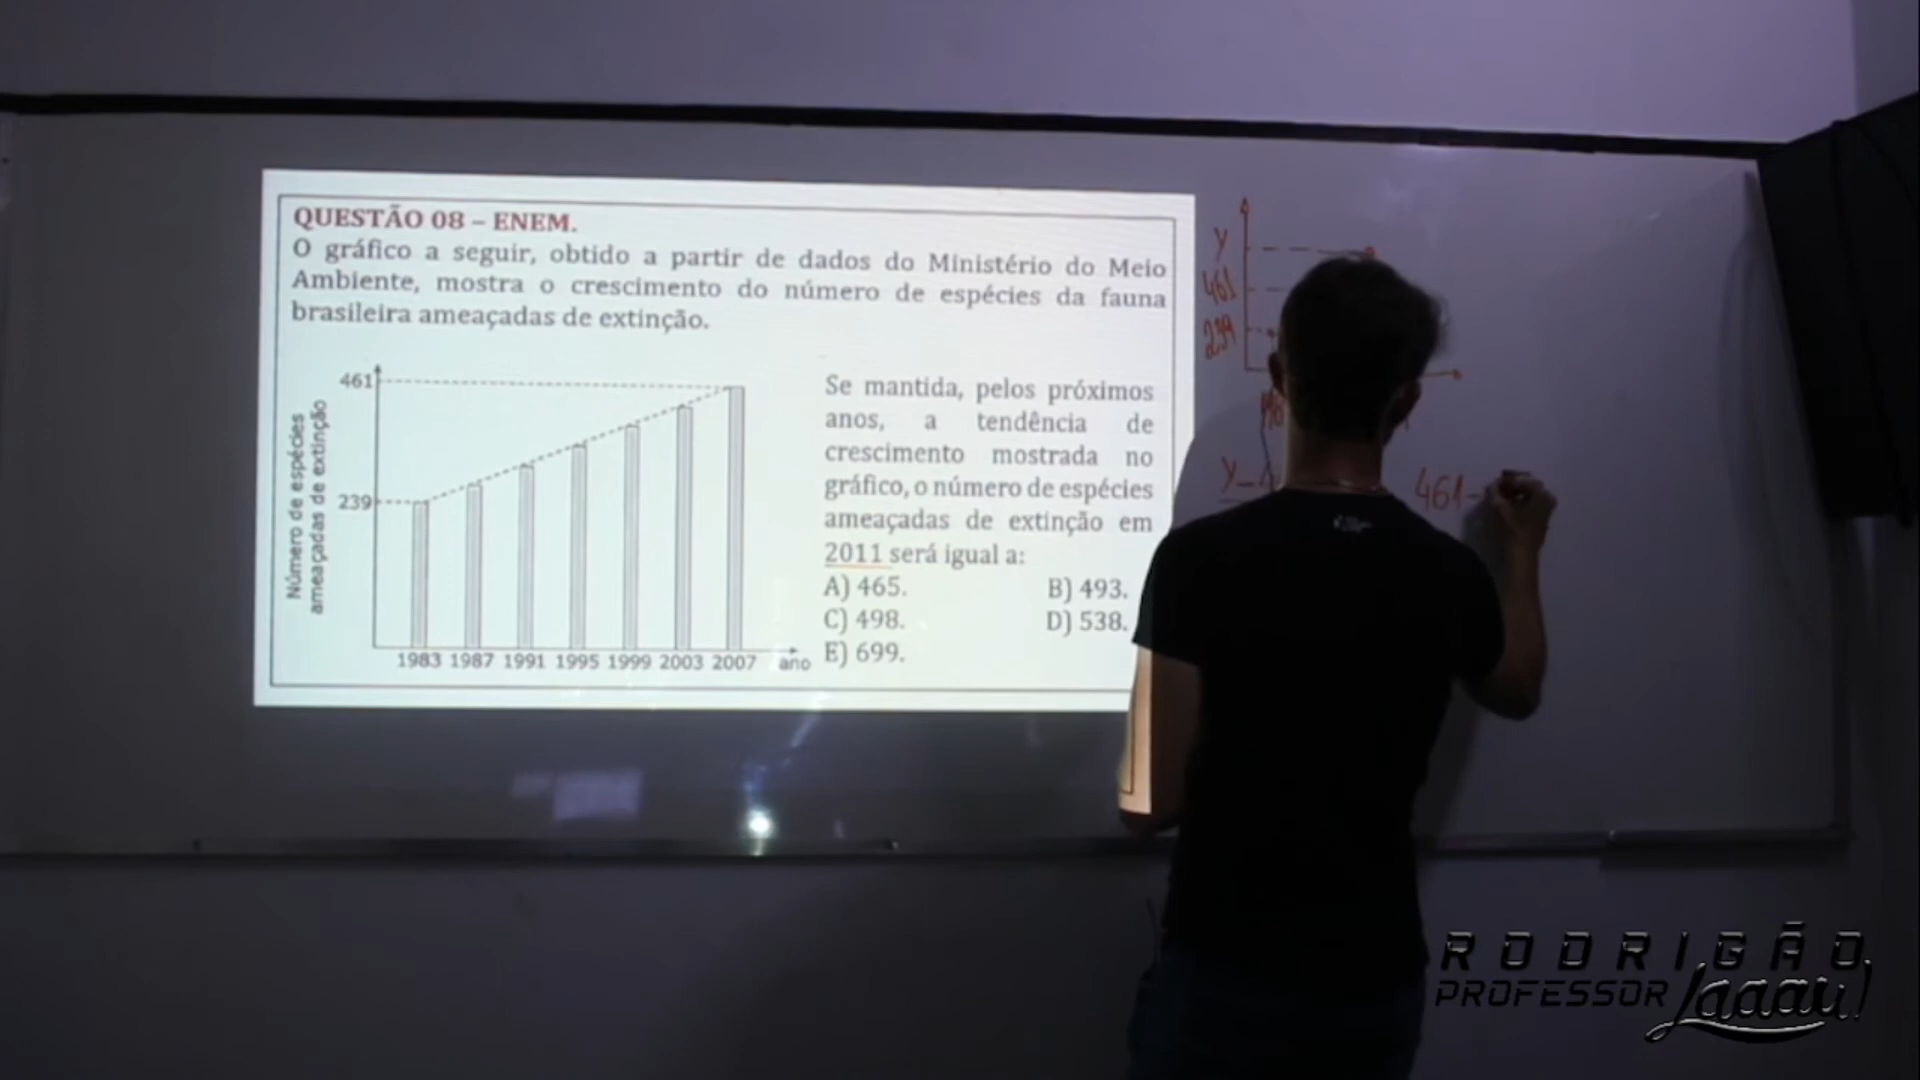 QUESTÃO 08 – ENEM.
O gráfico a seguir, obtido a partir de dados do Ministério do Meio
Ambiente, mostra o crescimento do número de espécies da fauna
brasileira ameaçadas de extinção.
Número de espécies
ameaçadas de extinção
461
239
1983 1987 1991 1995 1999 2003 2007 ano
Se mantida, pelos próximos
anos, a tendência de
crescimento mostrada no
gráfico, o número de espécies
ameaçadas de extinção em
2011 será igual a:
A) 465. B) 493.
C) 498. D) 538.
E) 699.
y
461
239
y-
461-
RODRIGÃO
PROFESSOR Laaau!